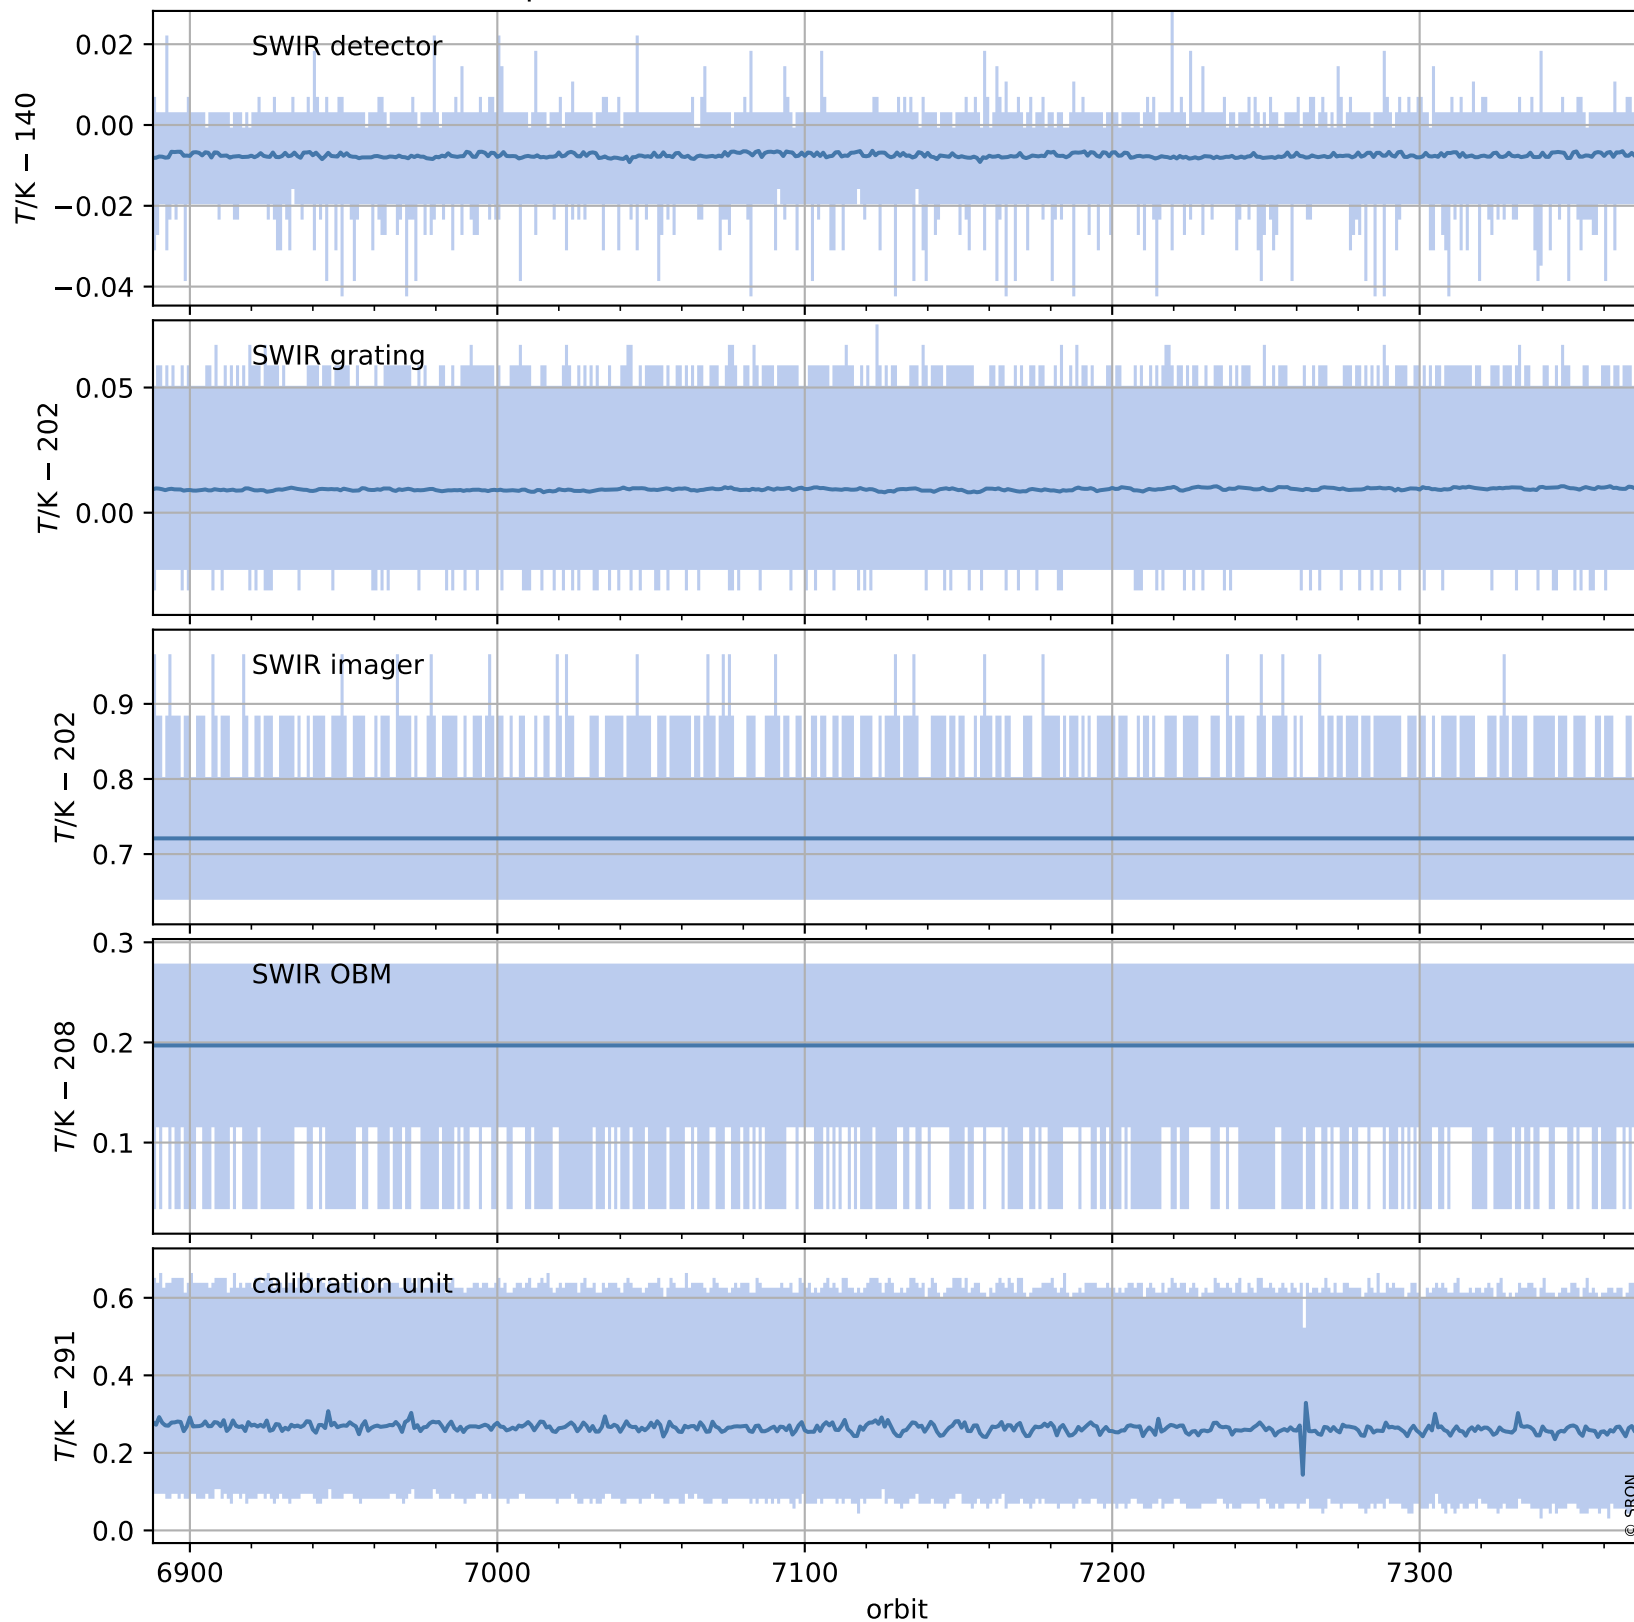 SWIR detector
0.02
0.00
−0.02
−0.04
T/K − 140
SWIR grating
0.05
0.00
T/K − 202
SWIR imager
0.9
0.8
0.7
T/K − 202
SWIR OBM
0.3
0.2
0.1
T/K − 208
calibration unit
0.6
0.4
0.2
0.0
T/K − 291
© SRON
6900 7000 7100 7200 7300
orbit